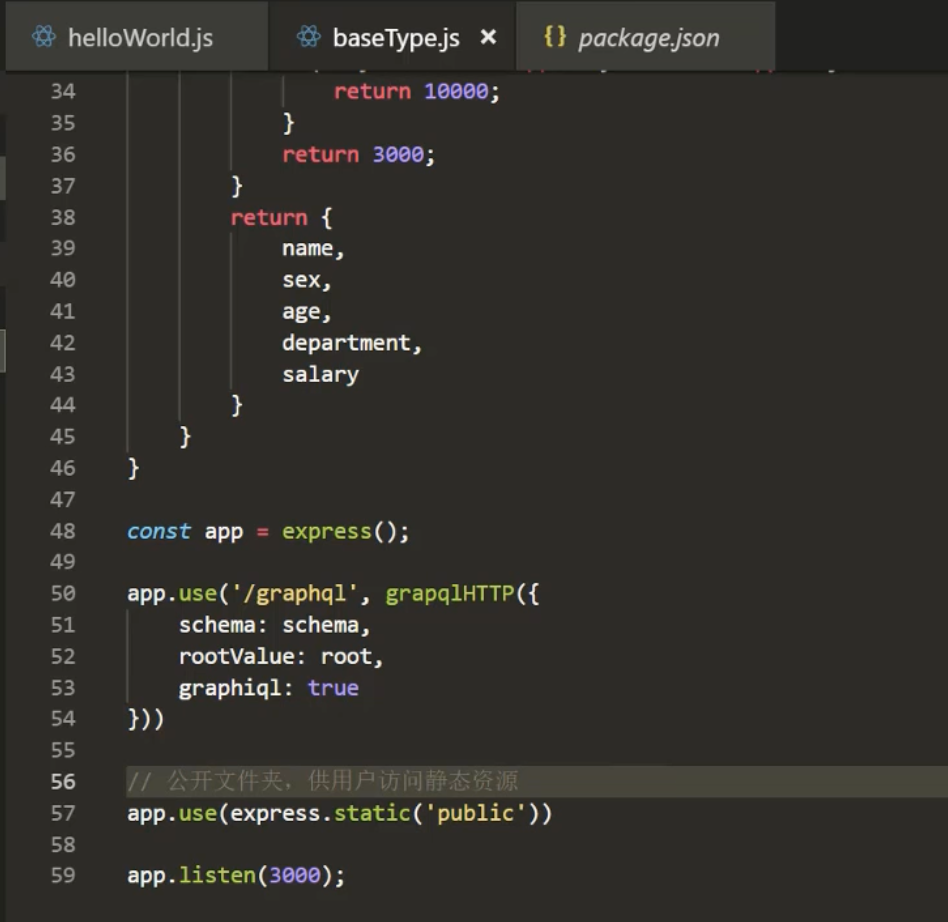 helloWorld.js baseType.js × {} package.json
34 return 10000;
35 }
36 return 3000;
37 }
38 return {
39 name,
40 sex,
41 age,
42 department,
43 salary
44 }
45 }
46 }
47
48 const app = express();
49
50 app.use('/graphql', grapqlHTTP({
51 schema: schema,
52 rootValue: root,
53 graphiql: true
54 }))
55
56 // 公开文件夹，供用户访问静态资源
57 app.use(express.static('public'))
58
59 app.listen(3000);